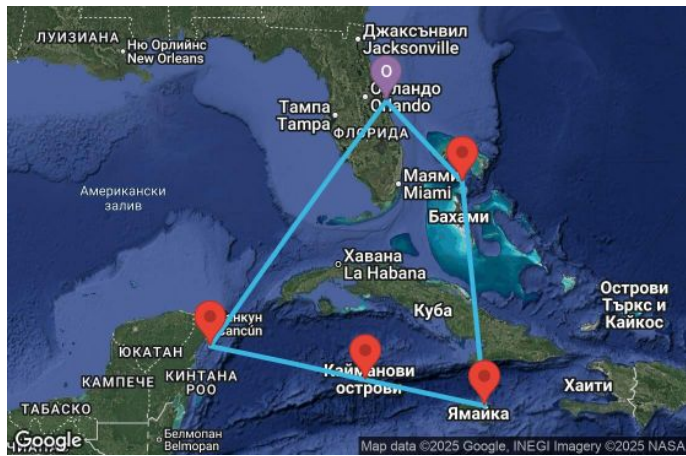 ЛУИЗИАНА
Ню Орлийнс
New Orleans
Джаксънвил
Jacksonville
О
Орландо
Orlando
Тампа
Tampa
ФЛОРИДА
Маями
Miami
Бахами
Американски
залив
Хавана
La Habana
Куба
Острови
Търкс и
Кайкос
нкун
Cancún
ЮКАТАН
КАМПЕЧЕ
КИНТАНА
РОО
Кайманови
острови
Хаити
ТАБАСКО
Ямайка
Белмопан
Belmopan
Google
Map data ©2025 Google, INEGI Imagery ©2025 NASA